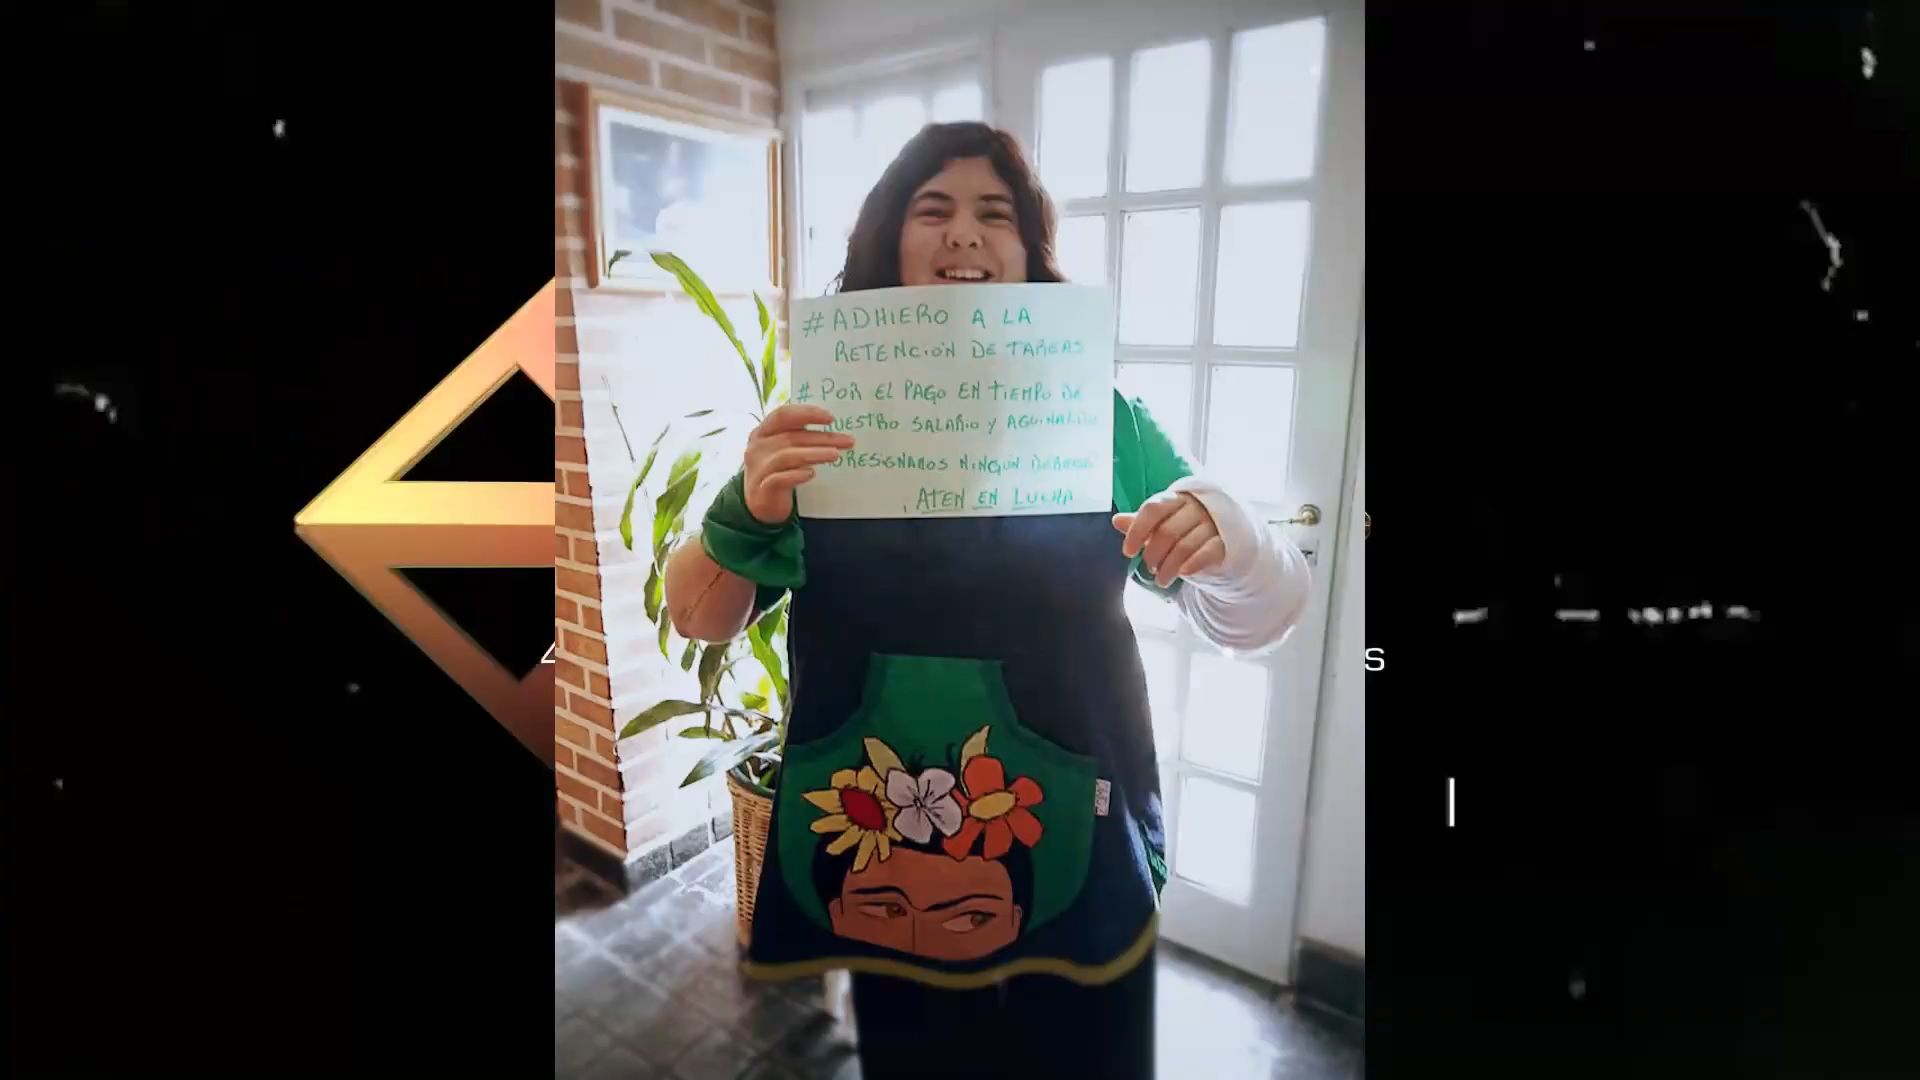 # ADHIERO A LA
RETENCIÓN DE TAREAS
# POR EL PAGO EN TIEMPO DE
NUESTRO SALARIO Y AGUINALDO
RESIGNAMOS NINGÚN DERECHO
ATEN EN LUCHA
s